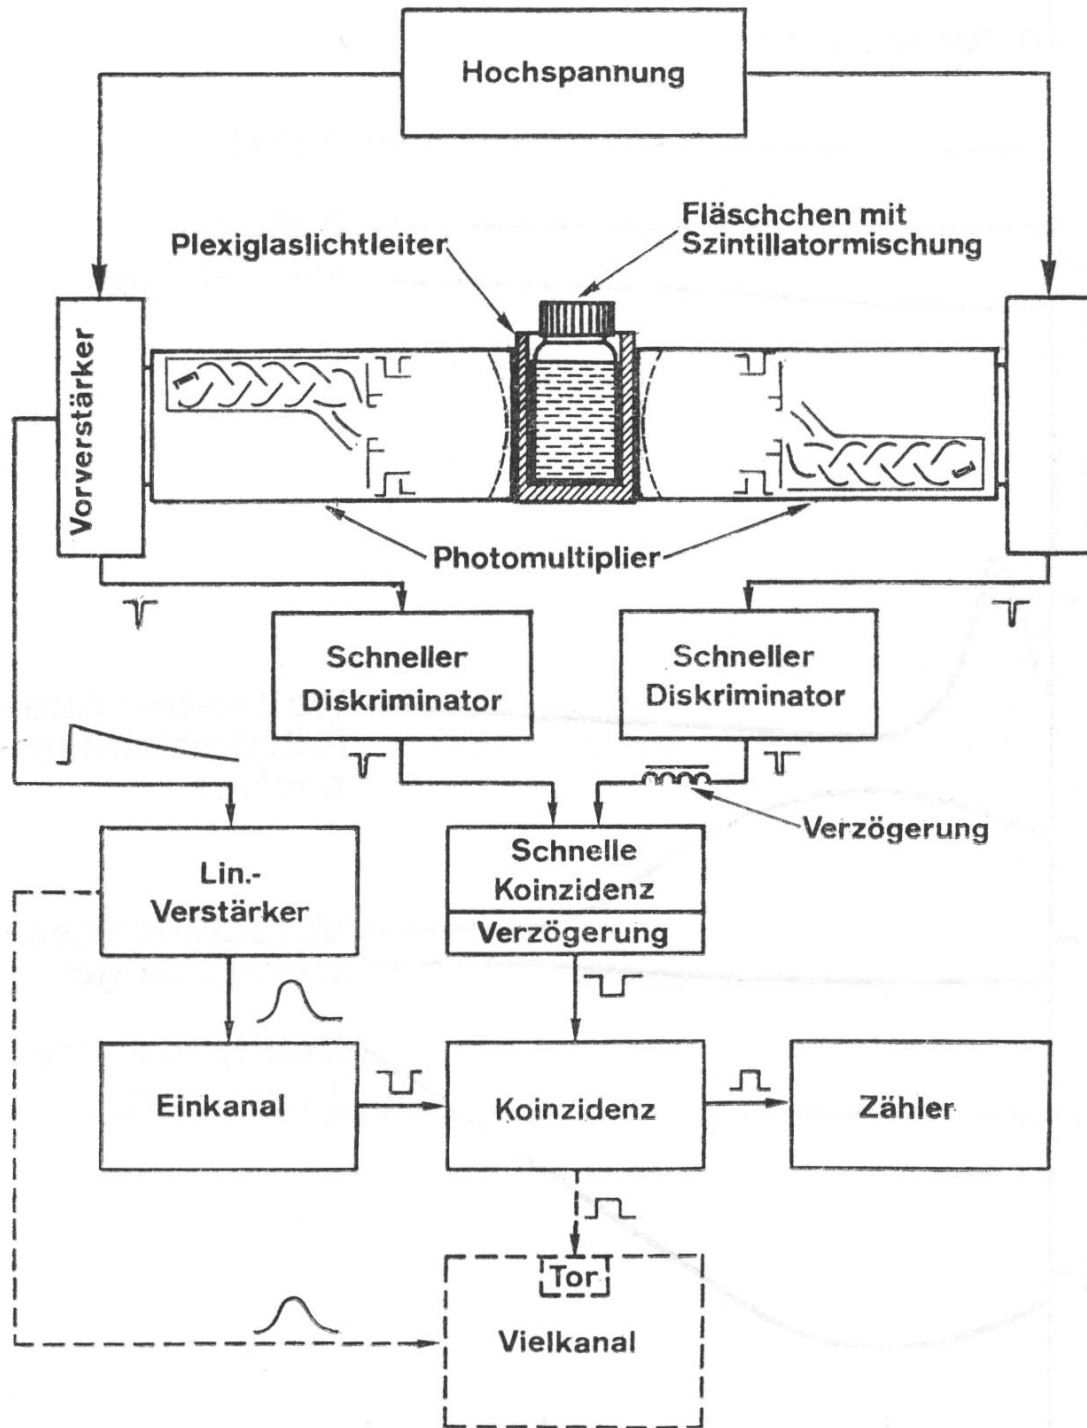 Hochspannung
Fläschchen mit
Szintillatormischung
Plexiglaslichtleiter
Vorverstärker
Photomultiplier
Schneller
Diskriminator
Schneller
Diskriminator
Verzögerung
Lin.-
Verstärker
Schnelle
Koinzidenz
Verzögerung
Einkanal
Koinzidenz
Zähler
Tor
Vielkanal